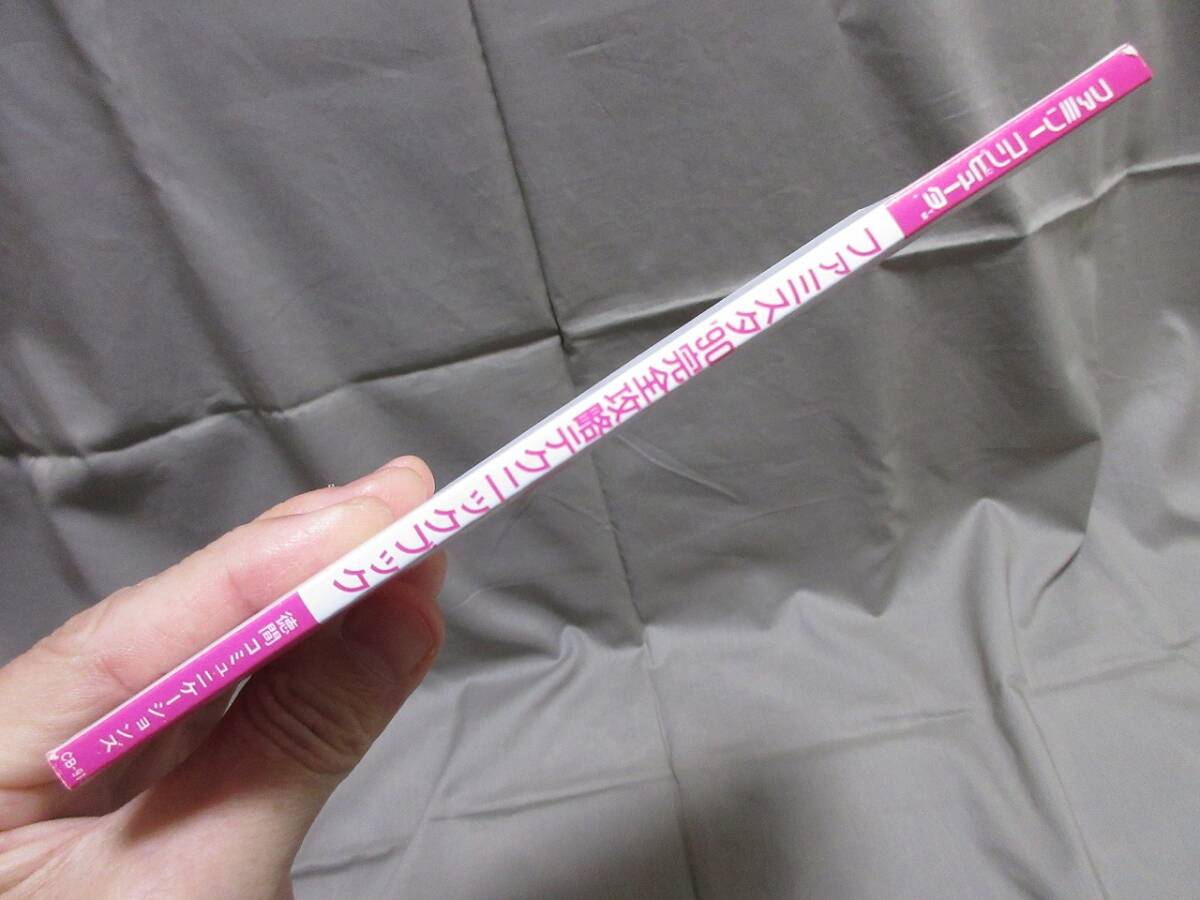 ファミリーコンピュータ™
ファミスタ'90完全攻略テクニックブック
徳間コミュニケーションズ
CB-91